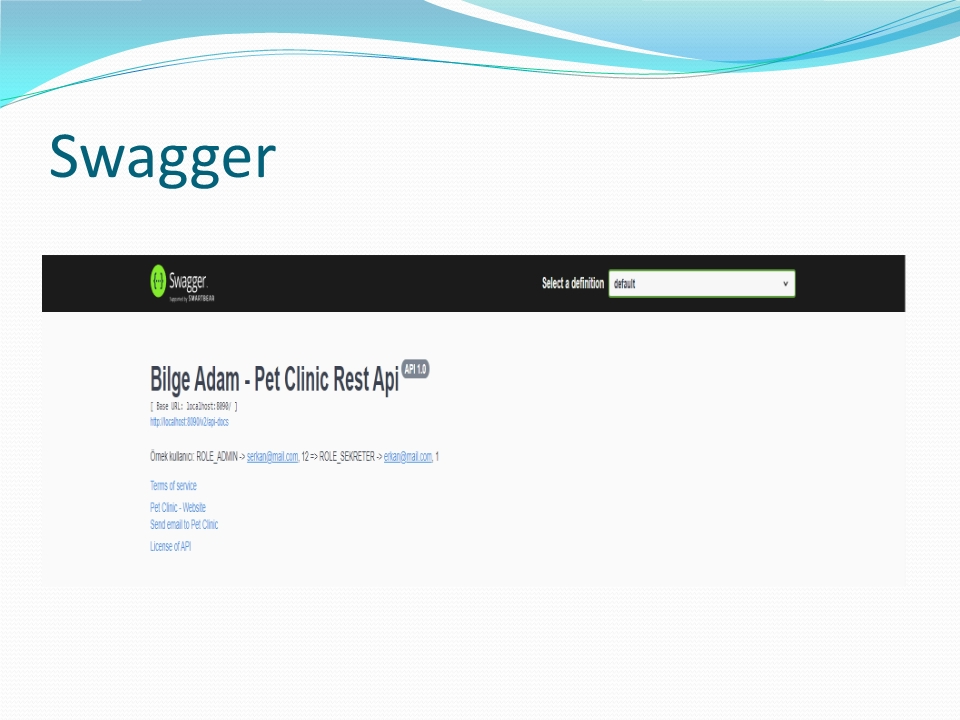 Swagger
Swagger.
Supported by SMARTBEAR
Select a definition
default
Bilge Adam - Pet Clinic Rest Api API 1.0
[ Base URL: localhost:8090/ ]
http://localhost:8090/v2/api-docs
Örnek kullanıcı: ROLE_ADMIN -> serkan@mail.com, 12 => ROLE_SEKRETER -> erkan@mail.com, 1
Terms of service
Pet Clinic - Website
Send email to Pet Clinic
License of API